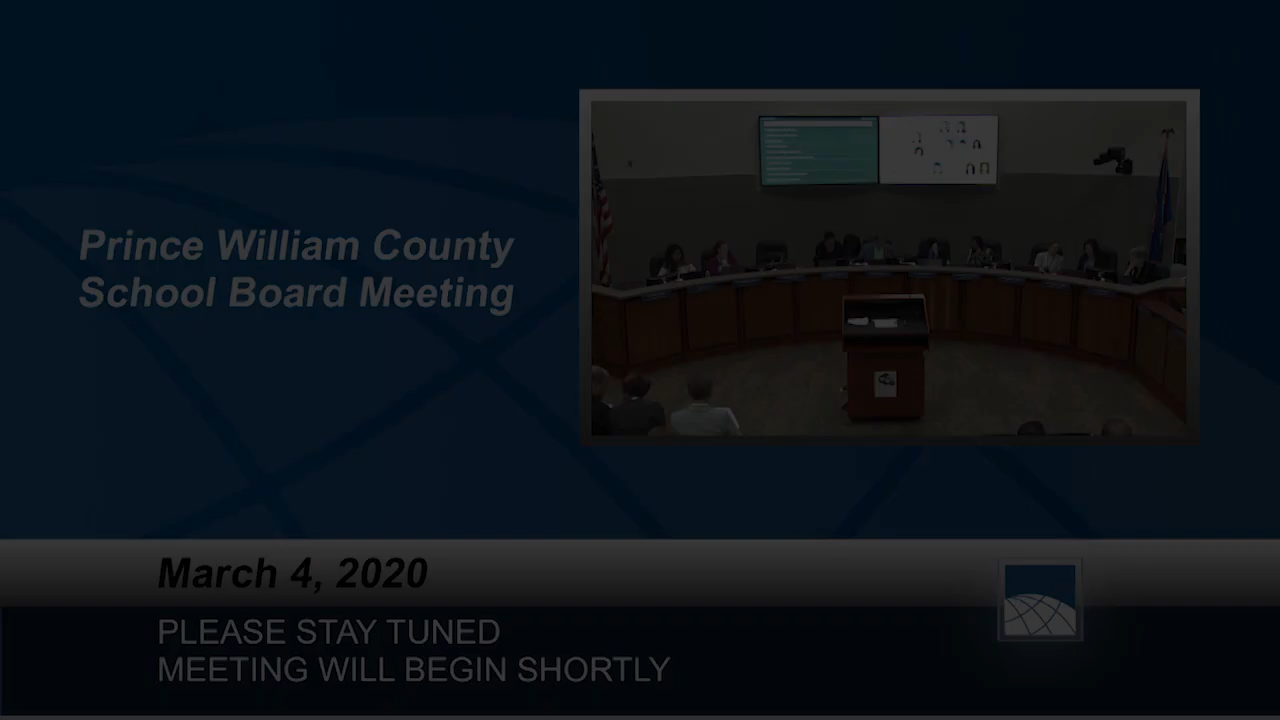 Prince William County
School Board Meeting
March 4, 2020
PLEASE STAY TUNED
MEETING WILL BEGIN SHORTLY